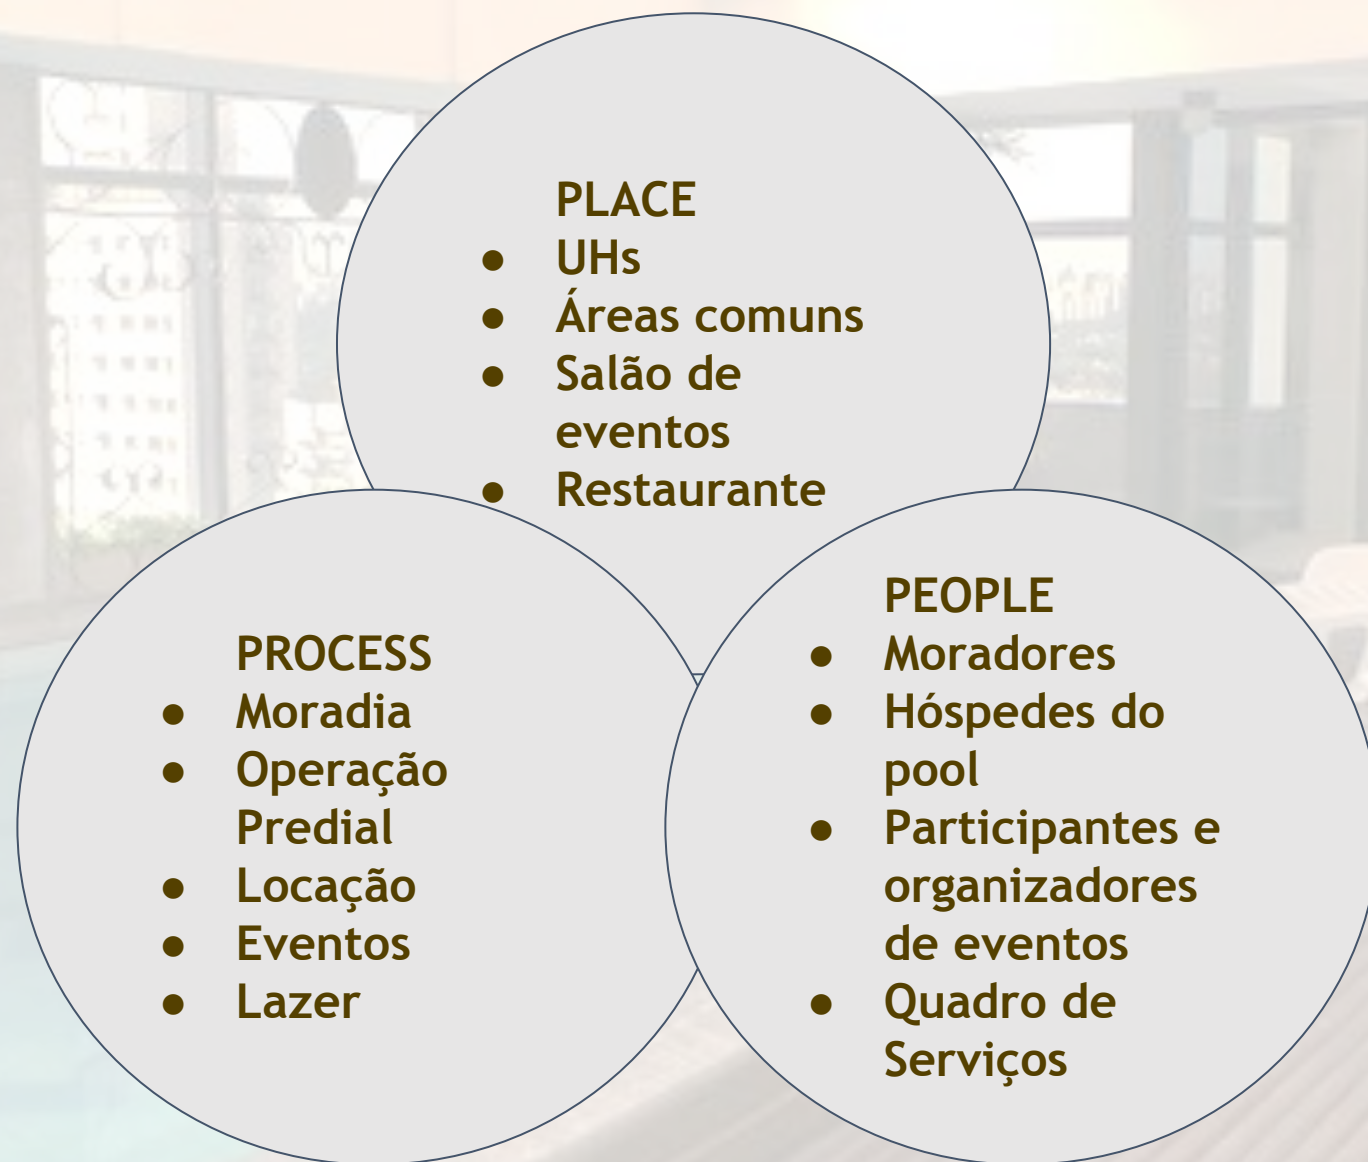 PLACE
● UHs
● Áreas comuns
● Salão de
eventos
● Restaurante
PROCESS
● Moradia
● Operação
Predial
● Locação
● Eventos
● Lazer
PEOPLE
● Moradores
● Hóspedes do
pool
● Participantes e
organizadores
de eventos
● Quadro de
Serviços